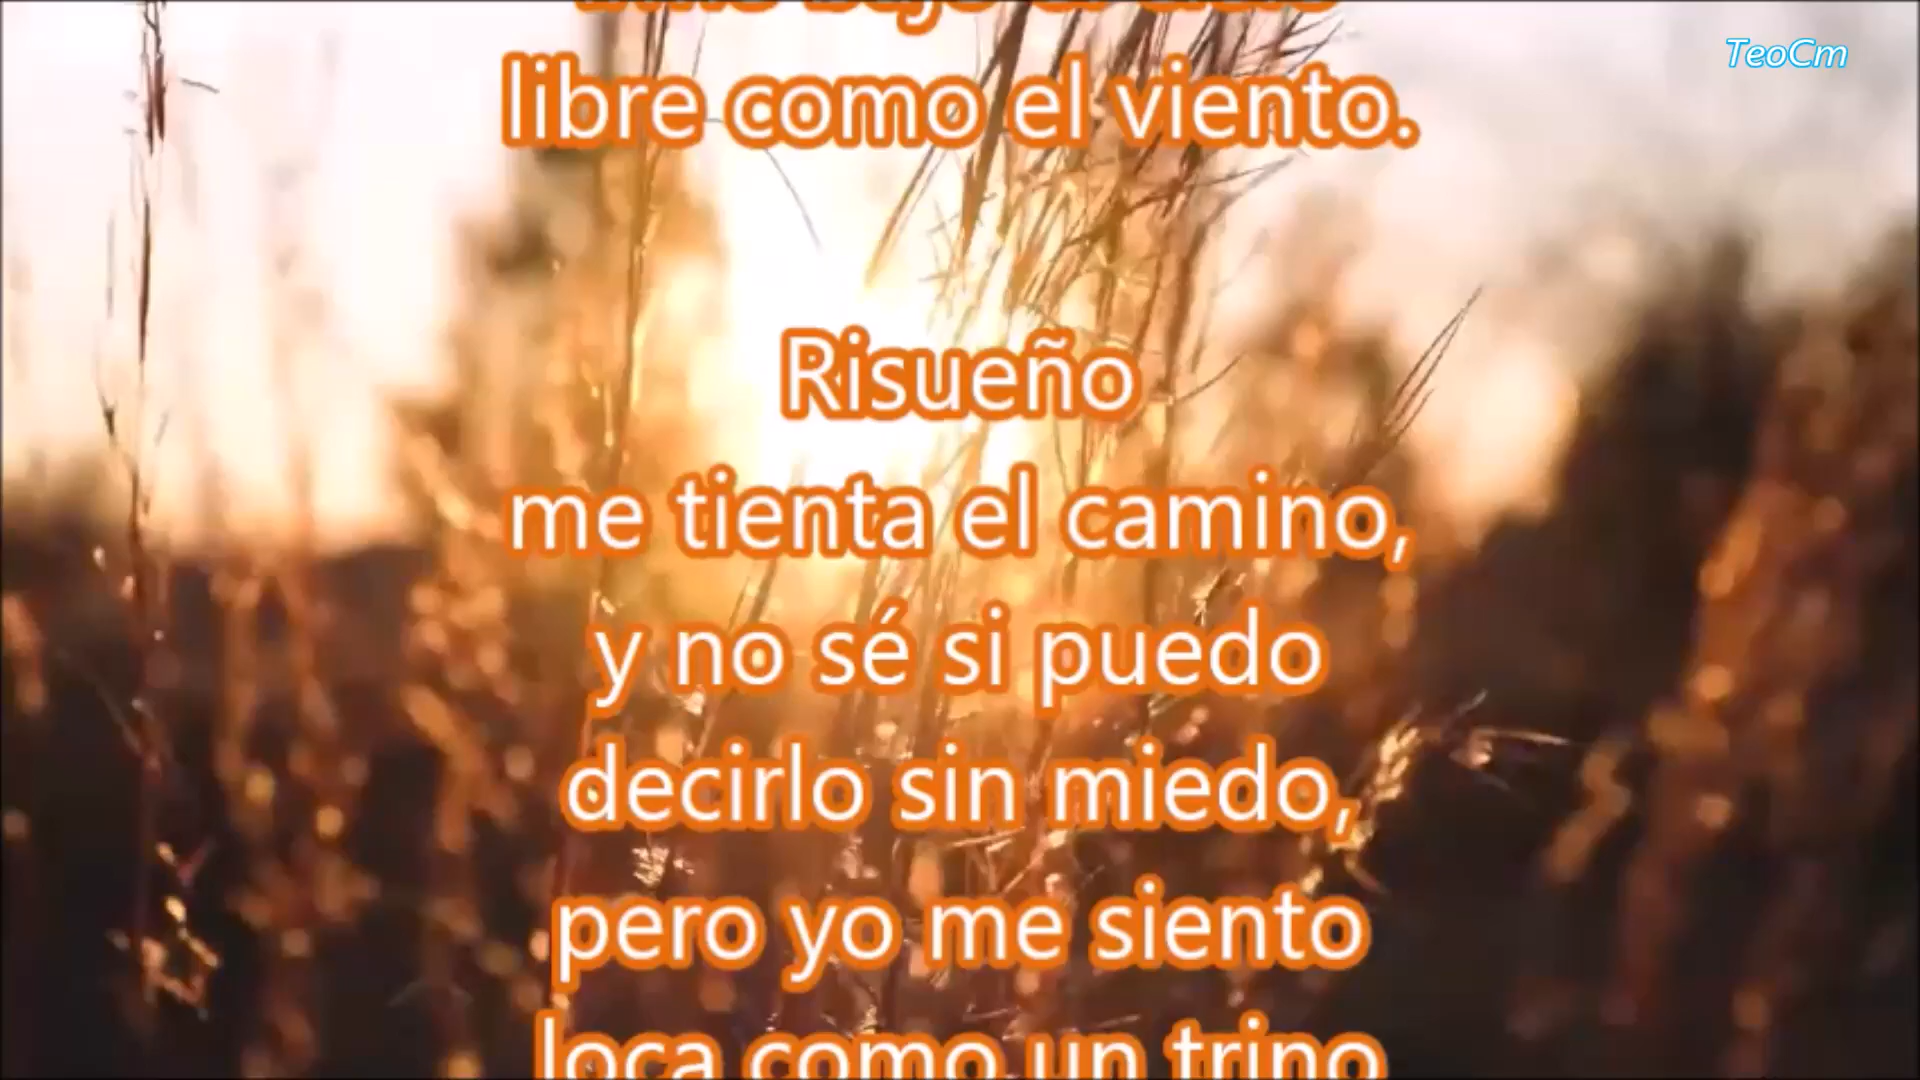 TeoCm
libre como el viento.
Risueño
me tienta el camino,
y no sé si puedo
decirlo sin miedo,
pero yo me siento
loca como un trino